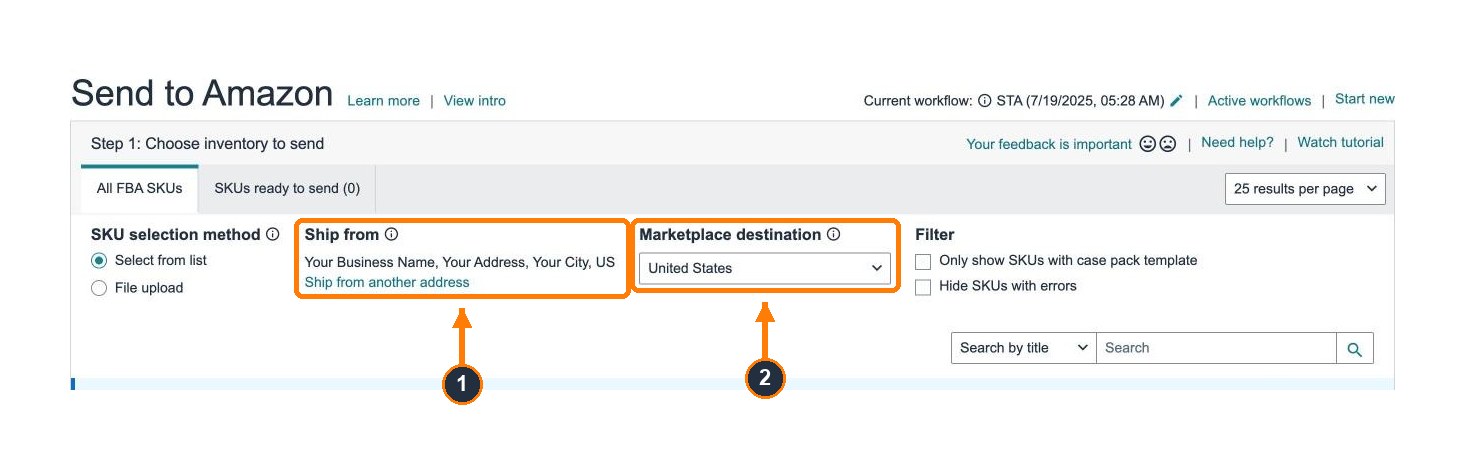 Send to Amazon Learn more | View intro
Current workflow: STA (7/19/2025, 05:28 AM) | Active workflows | Start new
Step 1: Choose inventory to send
Your feedback is important | Need help? | Watch tutorial
All FBA SKUs SKUs ready to send (0)
25 results per page
SKU selection method
Select from list
File upload
Ship from
Your Business Name, Your Address, Your City, US
Ship from another address
Marketplace destination
United States
Filter
Only show SKUs with case pack template
Hide SKUs with errors
Search by title Search
1
2